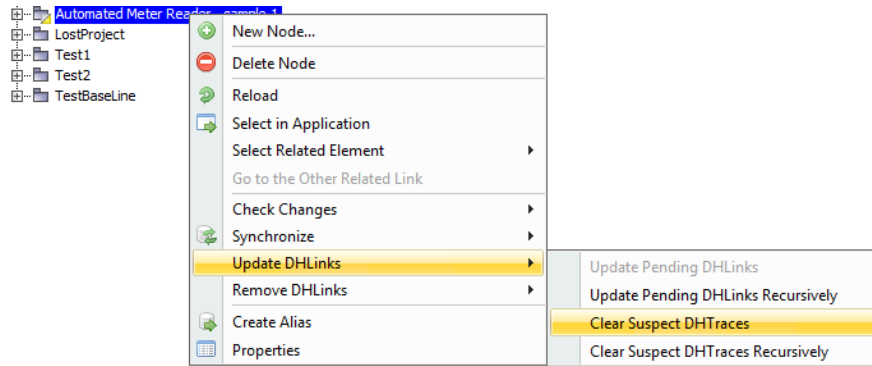 Automated Meter Reader - sample 1
LostProject
Test1
Test2
TestBaseLine
New Node...
Delete Node
Reload
Select in Application
Select Related Element
Go to the Other Related Link
Check Changes
Synchronize
Update DHLinks
Remove DHLinks
Create Alias
Properties
Update Pending DHLinks
Update Pending DHLinks Recursively
Clear Suspect DHTraces
Clear Suspect DHTraces Recursively